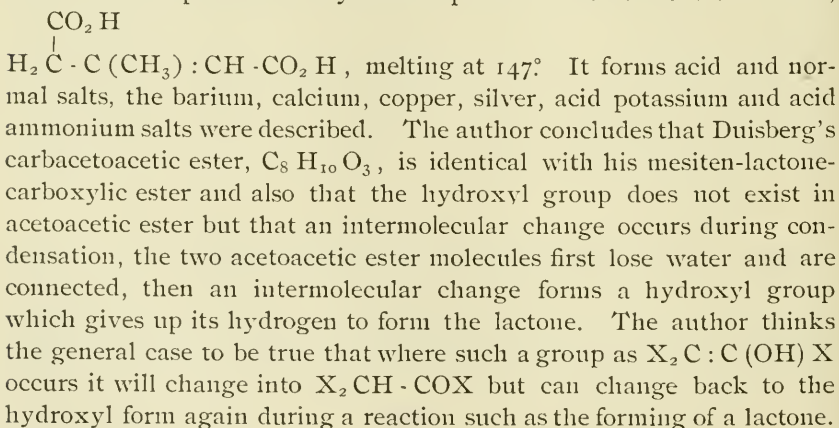 CO₂ H
|
H₂ C - C (CH₃) : CH - CO₂ H , melting at 147°. It forms acid and nor-
mal salts, the barium, calcium, copper, silver, acid potassium and acid
ammonium salts were described. The author concludes that Duisberg's
carbacetoacetic ester, C₈ H₁₀ O₃ , is identical with his mesiten-lactone-
carboxylic ester and also that the hydroxyl group does not exist in
acetoacetic ester but that an intermolecular change occurs during con-
densation, the two acetoacetic ester molecules first lose water and are
connected, then an intermolecular change forms a hydroxyl group
which gives up its hydrogen to form the lactone. The author thinks
the general case to be true that where such a group as X₂ C : C (OH) X
occurs it will change into X₂ CH - COX but can change back to the
hydroxyl form again during a reaction such as the forming of a lactone.